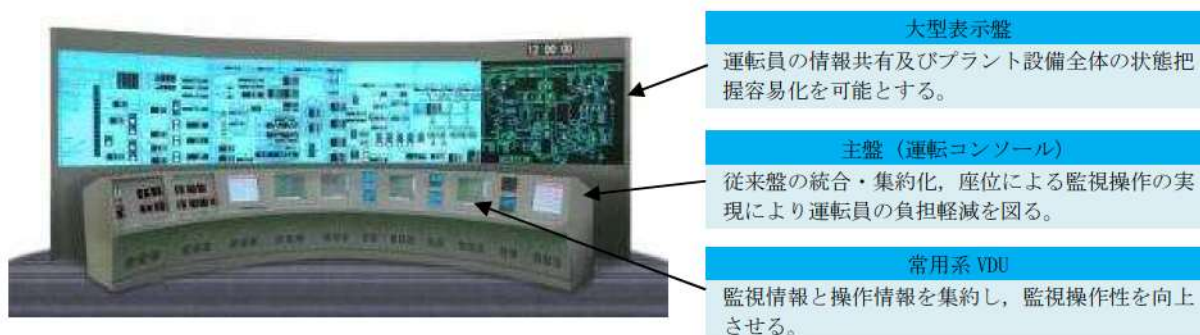 12 00 00
大型表示盤
運転員の情報共有及びプラント設備全体の状態把
握容易化を可能とする。
主盤（運転コンソール）
従来盤の統合・集約化，座位による監視操作の実
現により運転員の負担軽減を図る。
常用系 VDU
監視情報と操作情報を集約し，監視操作性を向上
させる。